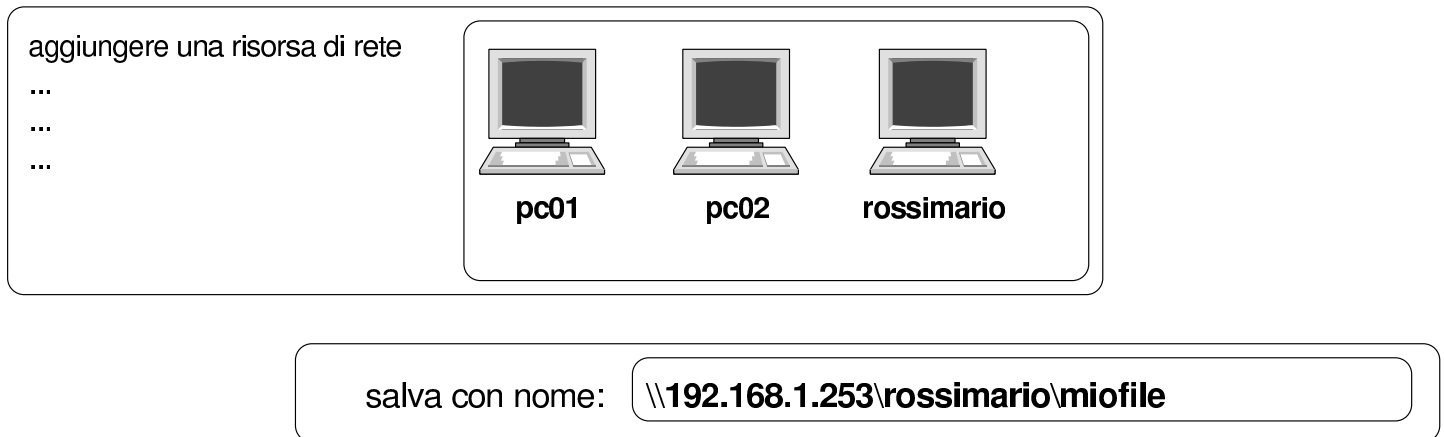 aggiungere una risorsa di rete
...
...
...
pc01 pc02 rossimario
salva con nome: \\192.168.1.253\rossimario\miofile